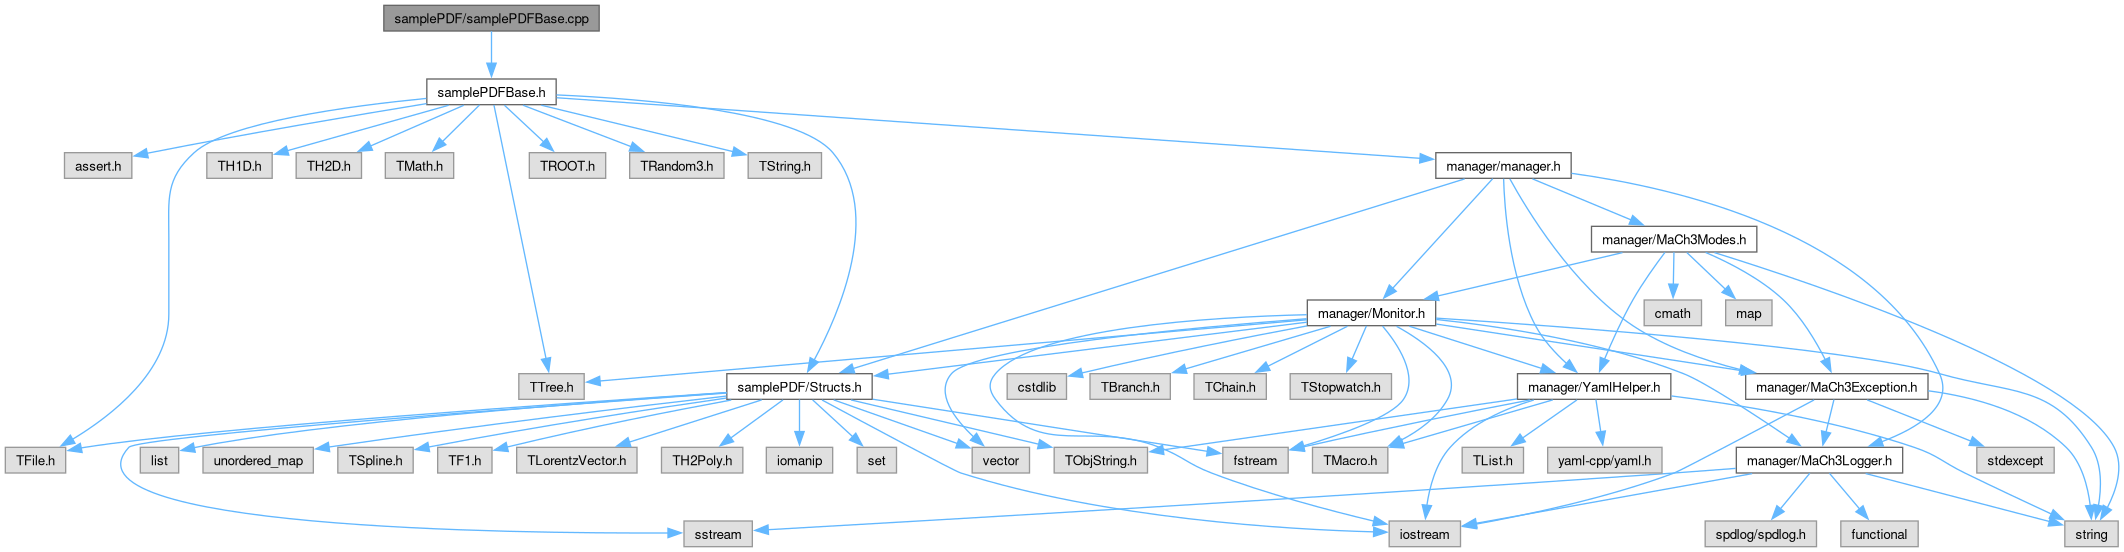 samplePDF/samplePDFBase.cpp
samplePDFBase.h
assert.h
TH1D.h
TH2D.h
TMath.h
TROOT.h
TRandom3.h
TString.h
manager/manager.h
manager/MaCh3Modes.h
manager/Monitor.h
cmath
map
TTree.h
samplePDF/Structs.h
cstdlib
TBranch.h
TChain.h
TStopwatch.h
manager/YamlHelper.h
manager/MaCh3Exception.h
TFile.h
list
unordered_map
TSpline.h
TF1.h
TLorentzVector.h
TH2Poly.h
iomanip
set
vector
TObjString.h
fstream
TMacro.h
TList.h
yaml-cpp/yaml.h
manager/MaCh3Logger.h
stdexcept
sstream
iostream
spdlog/spdlog.h
functional
string